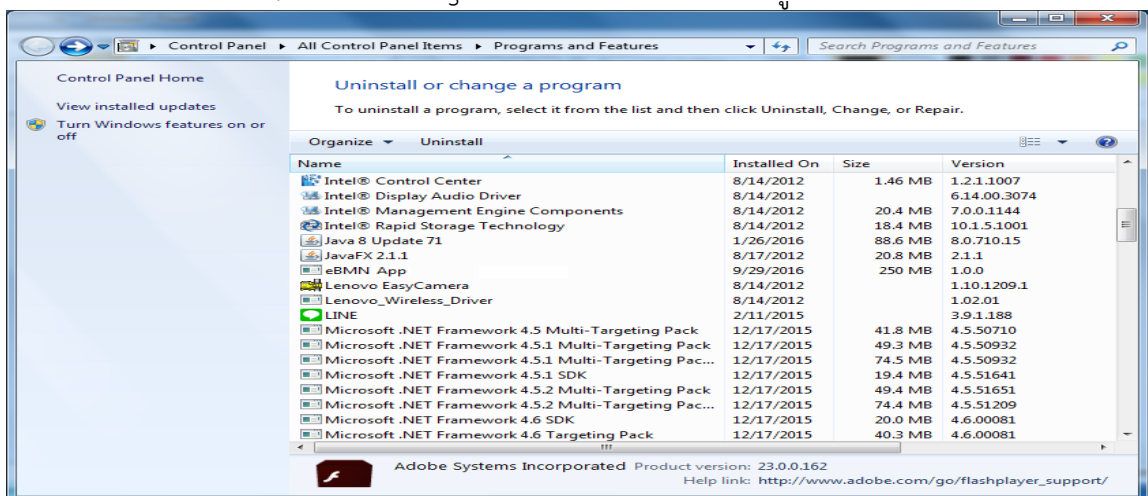 Control Panel ▸ All Control Panel Items ▸ Programs and Features
Search Programs and Features
Control Panel Home
View installed updates
Turn Windows features on or off
Uninstall or change a program
To uninstall a program, select it from the list and then click Uninstall, Change, or Repair.
Organize Uninstall
Name Installed On Size Version
Intel® Control Center 8/14/2012 1.46 MB 1.2.1.1007
Intel® Display Audio Driver 8/14/2012 6.14.00.3074
Intel® Management Engine Components 8/14/2012 20.4 MB 7.0.0.1144
Intel® Rapid Storage Technology 8/14/2012 18.4 MB 10.1.5.1001
Java 8 Update 71 1/26/2016 88.6 MB 8.0.710.15
JavaFX 2.1.1 8/17/2012 20.8 MB 2.1.1
eBMN App 9/29/2016 250 MB 1.0.0
Lenovo EasyCamera 8/14/2012 1.10.1209.1
Lenovo_Wireless_Driver 8/14/2012 1.02.01
LINE 2/11/2015 3.9.1.188
Microsoft .NET Framework 4.5 Multi-Targeting Pack 12/17/2015 41.8 MB 4.5.50710
Microsoft .NET Framework 4.5.1 Multi-Targeting Pack 12/17/2015 49.3 MB 4.5.50932
Microsoft .NET Framework 4.5.1 Multi-Targeting Pac... 12/17/2015 74.5 MB 4.5.50932
Microsoft .NET Framework 4.5.1 SDK 12/17/2015 19.4 MB 4.5.51641
Microsoft .NET Framework 4.5.2 Multi-Targeting Pack 12/17/2015 49.4 MB 4.5.51651
Microsoft .NET Framework 4.5.2 Multi-Targeting Pac... 12/17/2015 74.4 MB 4.5.51209
Microsoft .NET Framework 4.6 SDK 12/17/2015 20.0 MB 4.6.00081
Microsoft .NET Framework 4.6 Targeting Pack 12/17/2015 40.3 MB 4.6.00081
Adobe Systems Incorporated Product version: 23.0.0.162
Help link: http://www.adobe.com/go/flashplayer_support/